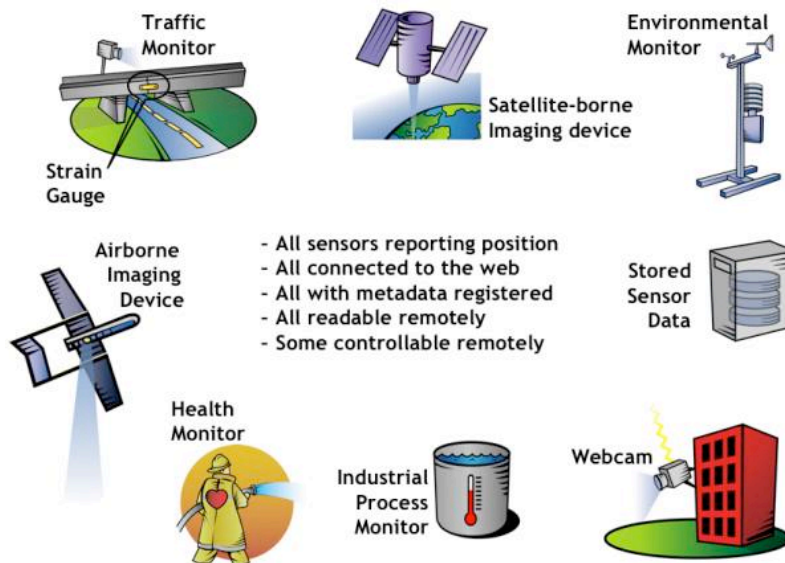 Traffic
Monitor
Strain
Gauge
Satellite-borne
Imaging device
Environmental
Monitor
Airborne
Imaging
Device
- All sensors reporting position
- All connected to the web
- All with metadata registered
- All readable remotely
- Some controllable remotely
Stored
Sensor
Data
Health
Monitor
Industrial
Process
Monitor
Webcam